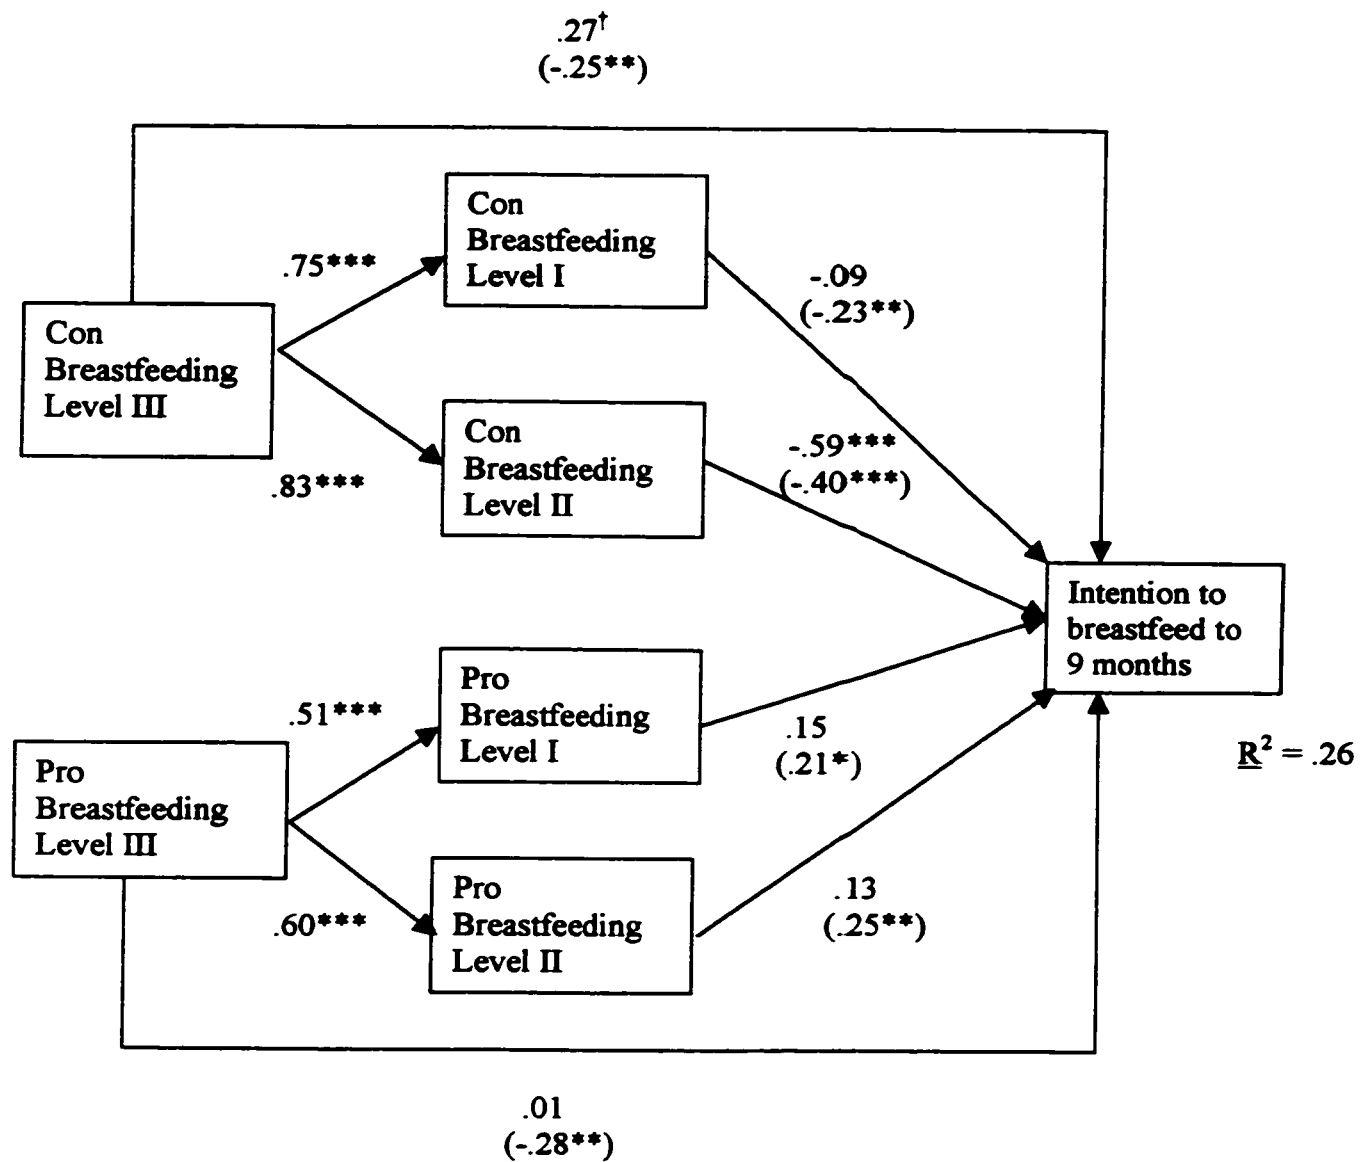 .27†
(-.25**)
Con
Breastfeeding
Level I
.75***
-.09
(-.23**)
Con
Breastfeeding
Level III
Con
Breastfeeding
Level II
.83***
-.59***
(-.40***)
Intention to
breastfeed to
9 months
Pro
Breastfeeding
Level I
.51***
.15
(.21*)
R² = .26
Pro
Breastfeeding
Level III
Pro
Breastfeeding
Level II
.60***
.13
(.25**)
.01
(-.28**)